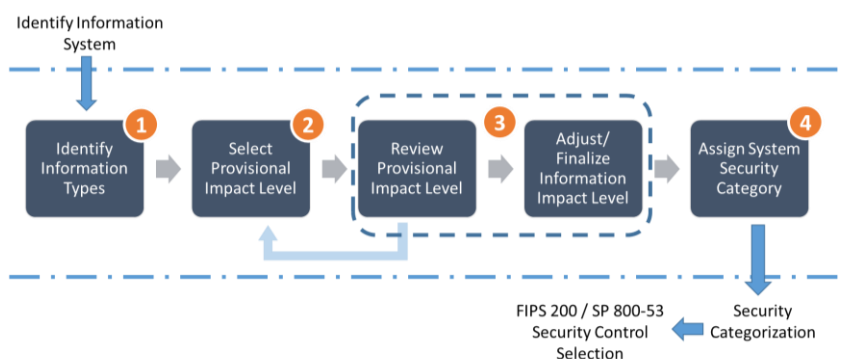 Identify Information
System
1
Identify
Information
Types
2
Select
Provisional
Impact Level
3
Review
Provisional
Impact Level
Adjust/
Finalize
Information
Impact Level
4
Assign System
Security
Category
FIPS 200 / SP 800-53
Security Control
Selection
Security
Categorization